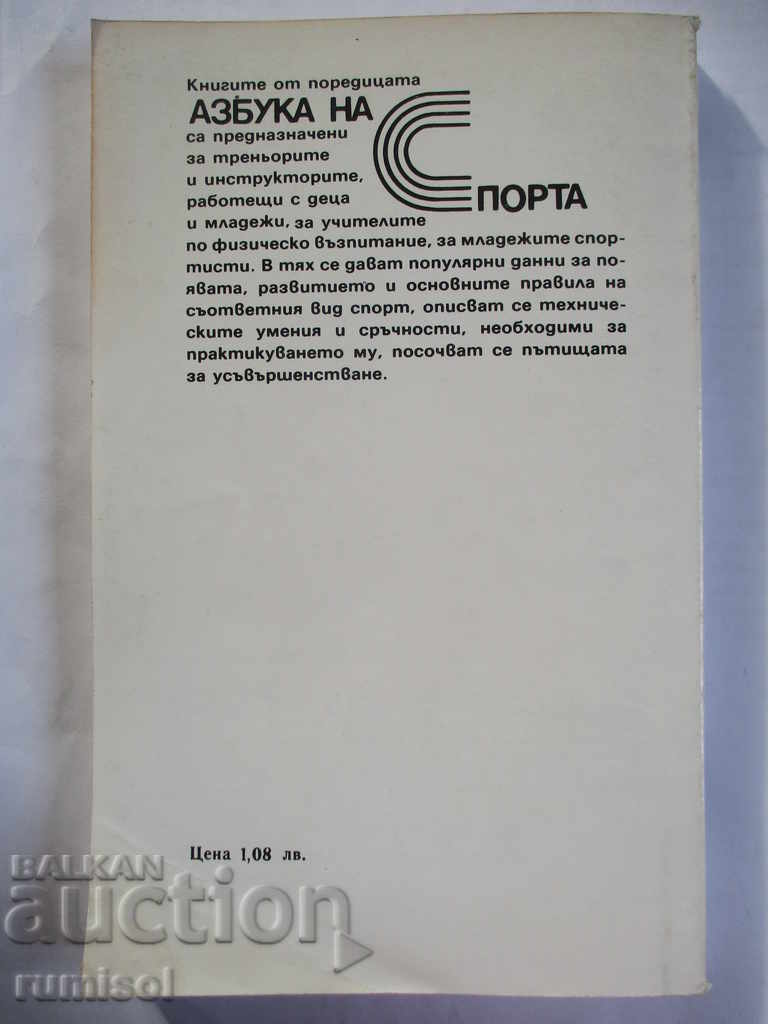 Книгите от поредицата
АЗБУКА НА СПОРТА
са предназначени
за треньорите
и инструкторите,
работещи с деца
и младежи, за учителите
по физическо възпитание, за младежите спор-
тисти. В тях се дават популярни данни за по-
явата, развитието и основните правила на
съответния вид спорт, описват се техниче-
ските умения и сръчности, необходими за
практикуването му, посочват се пътищата
за усъвършенстване.
Цена 1,08 лв.
BALKAN
auction
rumisol